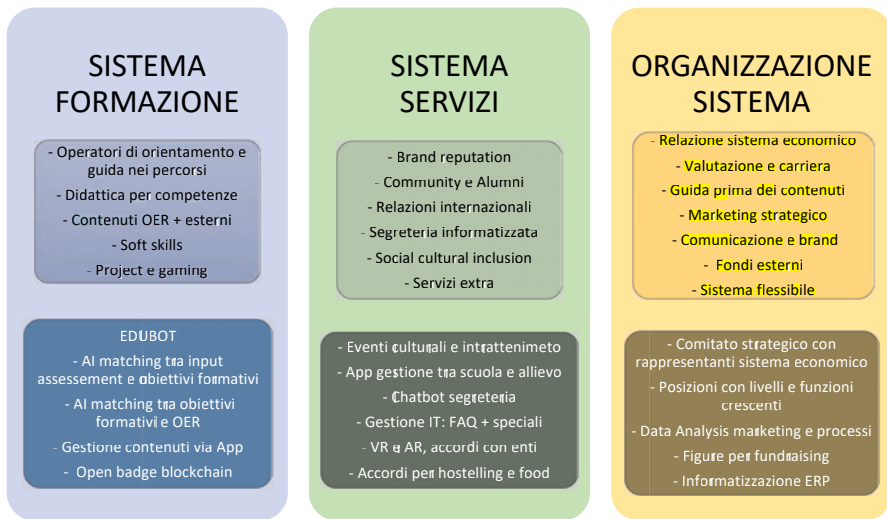 SISTEMA
FORMAZIONE
- Operatori di orientamento e
guida nei percorsi
- Didattica per competenze
- Contenuti OER + esterni
- Soft skills
- Project e gaming
EDUBOT
- AI matching tra input
assessment e obiettivi formativi
- AI matching tra obiettivi
formativi e OER
- Gestione contenuti via App
- Open badge blockchain
SISTEMA
SERVIZI
- Brand reputation
- Community e Alumni
- Relazioni internazionali
- Segreteria informatizzata
- Social cultural inclusion
- Servizi extra
- Eventi culturali e intrattenimeto
- App gestione tra scuola e allievo
- Chatbot segreteria
- Gestione IT: FAQ + speciali
- VR e AR, accordi con enti
- Accordi per hostelling e food
ORGANIZZAZIONE
SISTEMA
- Relazione sistema economico
- Valutazione e carriera
- Guida prima dei contenuti
- Marketing strategico
- Comunicazione e brand
- Fondi esterni
- Sistema flessibile
- Comitato strategico con
rappresentanti sistema economico
- Posizioni con livelli e funzioni
crescenti
- Data Analysis marketing e processi
- Figure per fundraising
- Informatizzazione ERP